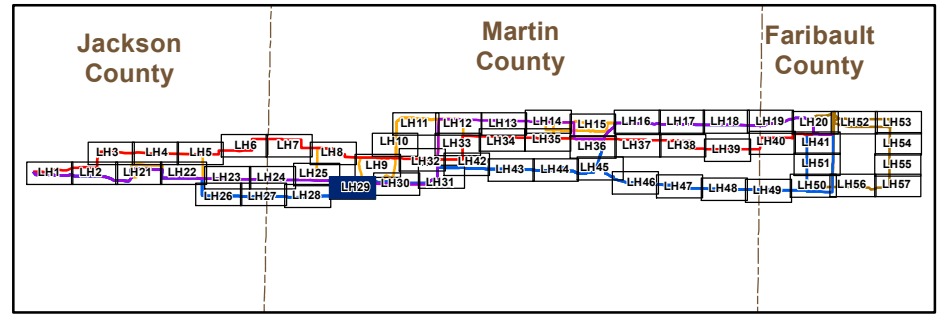 Jackson
County
Martin
County
Faribault
County
LH11 LH12 LH13 LH14 LH15 LH16 LH17 LH18 LH19 LH20 LH52 LH53
LH3 LH4 LH5 LH6 LH7 LH8 LH10 LH33 LH34 LH35 LH36 LH37 LH38 LH39 LH40 LH41 LH54
LH1 LH2 LH21 LH22 LH23 LH24 LH25 LH9 LH32 LH42 LH43 LH44 LH45 LH51 LH55
LH26 LH27 LH28 LH29 LH30 LH31 LH46 LH47 LH48 LH49 LH50 LH56 LH57